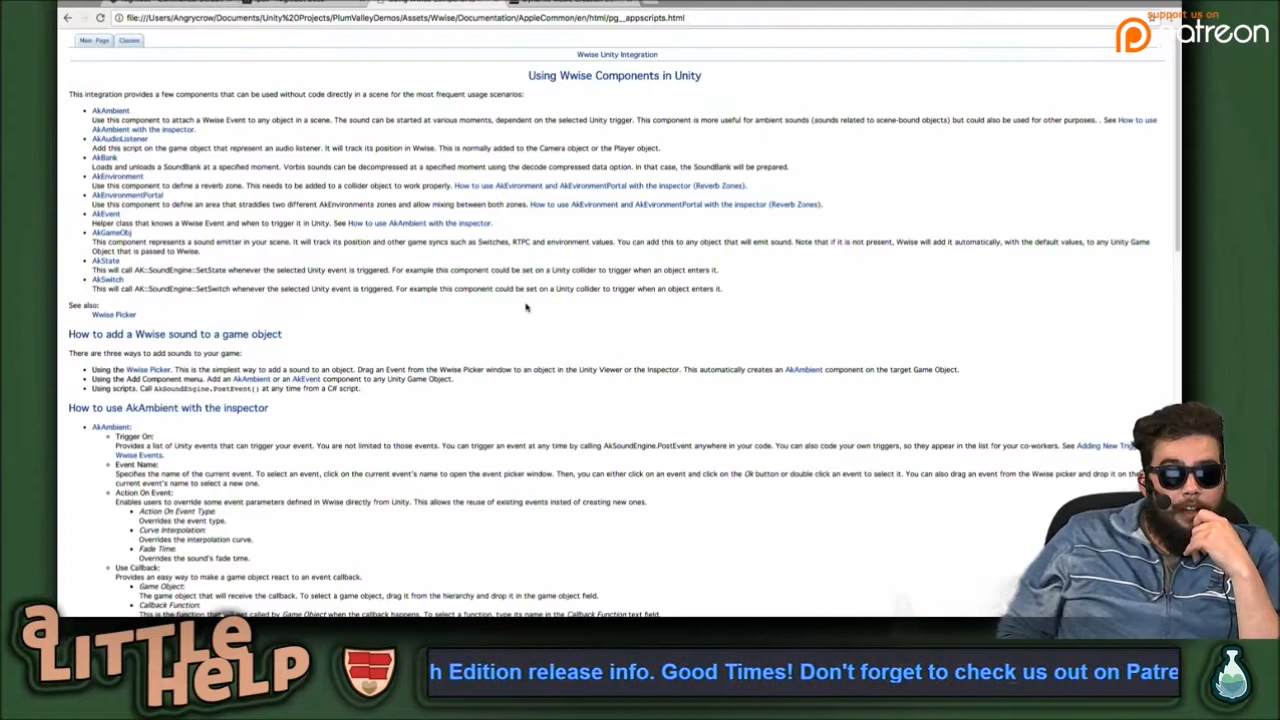 file:///Users/Angrycrow/Documents/Unity%20Projects/PlumValleyDemos/Assets/Wwise/Documentation/AppleCommon/en/html/pg__appscripts.html
support us on
Patreon
Main Page
Classes
Wwise Unity Integration
Using Wwise Components in Unity
This integration provides a few components that can be used without code directly in a scene for the most frequent usage scenarios:
• AkAmbient
Use this component to attach a Wwise Event to any object in a scene. The sound can be started at various moments, dependent on the selected Unity trigger. This component is more useful for ambient sounds (sounds related to scene-bound objects) but could also be used for other purposes. . See How to use
AkAmbient with the inspector.
• AkAudioListener
Add this script on the game object that represent an audio listener. It will track its position in Wwise. This is normally added to the Camera object or the Player object.
• AkBank
Loads and unloads a SoundBank at a specified moment. Vorbis sounds can be decompressed at a specified moment using the decode compressed data option. In that case, the SoundBank will be prepared.
• AkEnvironment
Use this component to define a reverb zone. This needs to be added to a collider object to work properly. How to use AkEvironment and AkEvironmentPortal with the inspector (Reverb Zones).
• AkEnvironmentPortal
Use this component to define an area that straddles two different AkEnvironments zones and allow mixing between both zones. How to use AkEvironment and AkEvironmentPortal with the inspector (Reverb Zones).
• AkEvent
Helper class that knows a Wwise Event and when to trigger it in Unity. See How to use AkAmbient with the inspector.
• AkGameObj
This component represents a sound emitter in your scene. It will track its position and other game syncs such as Switches, RTPC and environment values. You can add this to any object that will emit sound. Note that if it is not present, Wwise will add it automatically, with the default values, to any Unity Game
Object that is passed to Wwise.
• AkState
This will call AK::SoundEngine::SetState whenever the selected Unity event is triggered. For example this component could be set on a Unity collider to trigger when an object enters it.
• AkSwitch
This will call AK::SoundEngine::SetSwitch whenever the selected Unity event is triggered. For example this component could be set on a Unity collider to trigger when an object enters it.
See also:
Wwise Picker
How to add a Wwise sound to a game object
There are three ways to add sounds to your game:
• Using the Wwise Picker. This is the simplest way to add a sound to an object. Drag an Event from the Wwise Picker window to an object in the Unity Viewer or the Inspector. This automatically creates an AkAmbient component on the target Game Object.
• Using the Add Component menu. Add an AkAmbient or an AkEvent component to any Unity Game Object.
• Using scripts. Call AkSoundEngine.PostEvent() at any time from a C# script.
How to use AkAmbient with the inspector
• AkAmbient:
Trigger On:
Provides a list of Unity events that can trigger your event. You are not limited to those events. You can trigger an event at any time by calling AkSoundEngine.PostEvent anywhere in your code. You can also code your own triggers, so they appear in the list for your co-workers. See Adding New Trig
Wwise Events.
Event Name:
Specifies the name of the current event. To select an event, click on the current event's name to open the event picker window. Then, you can either click on an event and click on the Ok button or double click an event to select it. You can also drag an event from the Wwise picker and drop it on the
current event's name to select a new one.
Action On Event:
Enables users to override some event parameters defined in Wwise directly from Unity. This allows the reuse of existing events instead of creating new ones.
Action On Event Type:
Overrides the event type.
Curve Interpolation:
Overrides the interpolation curve.
Fade Time:
Overrides the sound's fade time.
Use Callback:
Provides an easy way to make a game object react to an event callback.
Game Object:
The game object that will receive the callback. To select a game object, drag it from the hierarchy and drop it in the game object field.
Callback Function:
This is the function that will get called by Game Object when the callback happens. To select a function, type its name in the Callback Function text field.
a LITTLE HELP
h Edition release info. Good Times! Don't forget to check us out on Patre